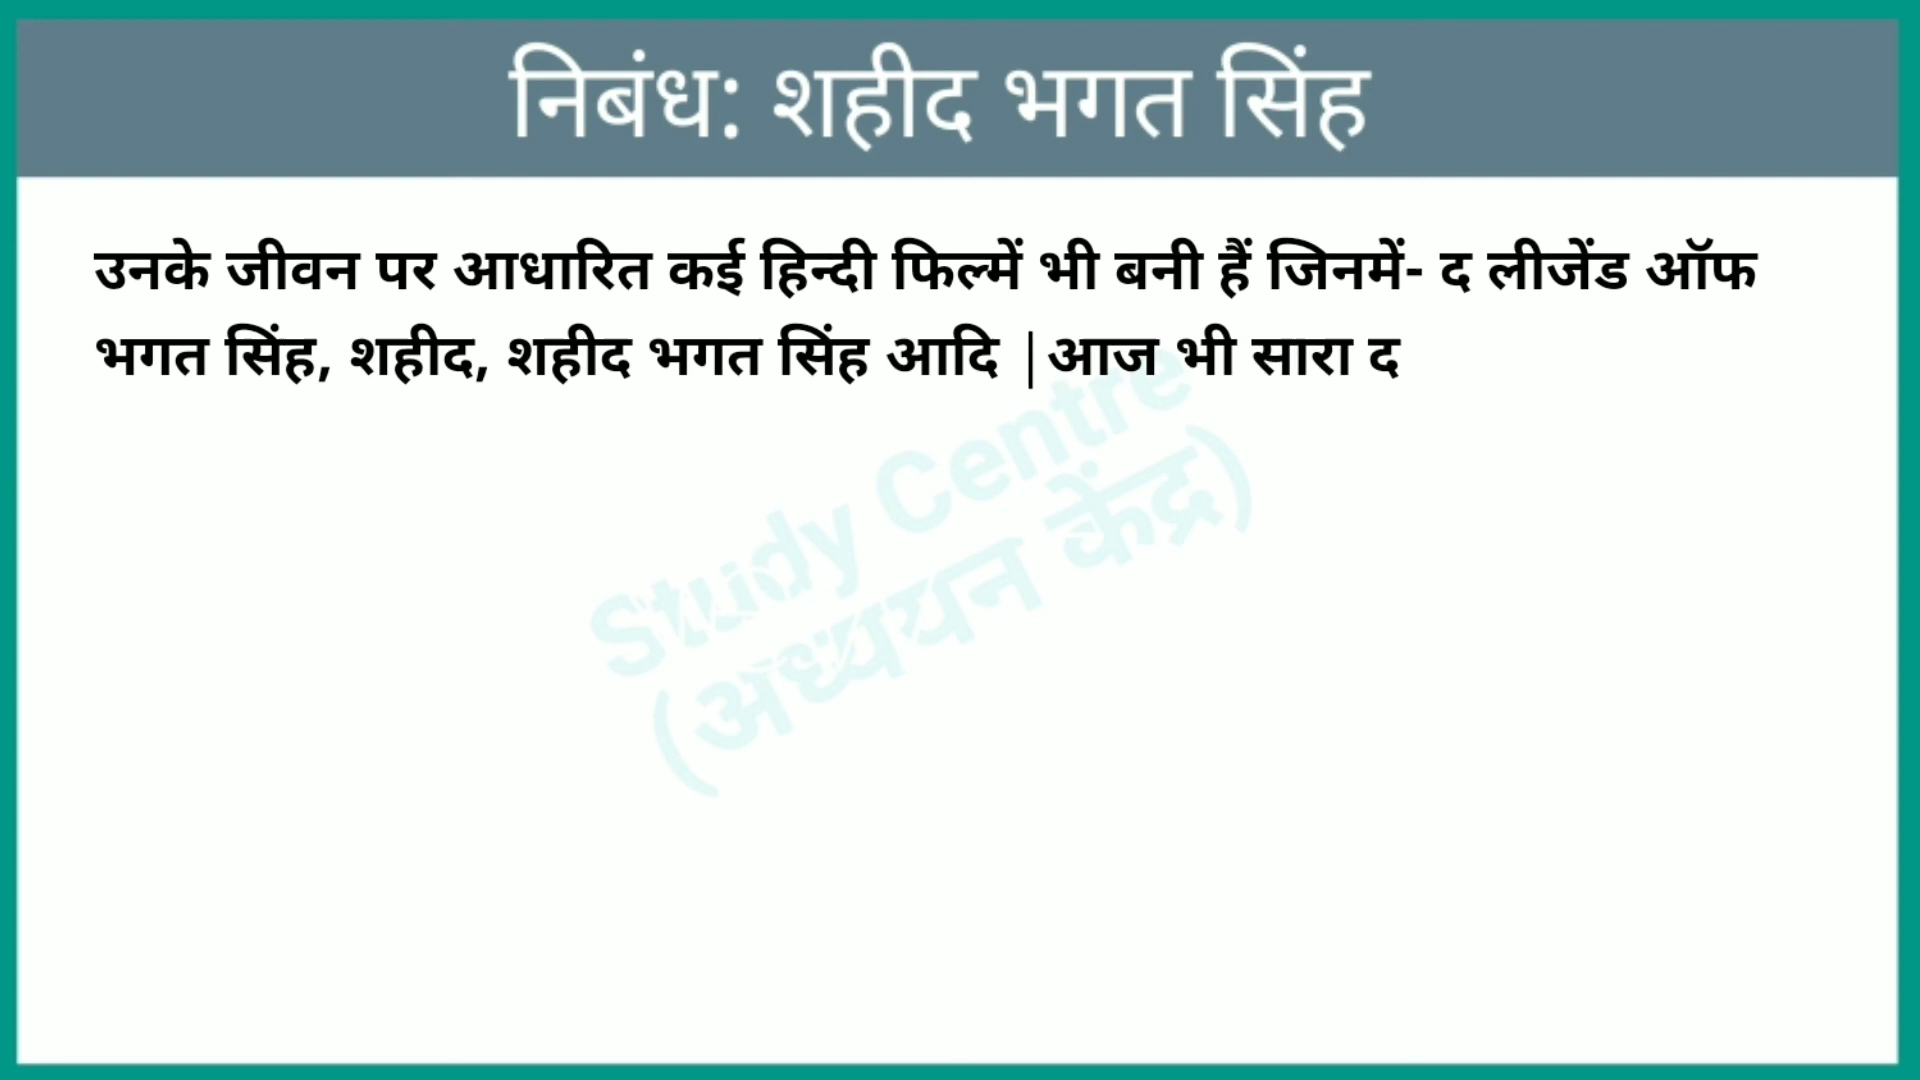 निबंध: शहीद भगत सिंह
उनके जीवन पर आधारित कई हिन्दी फिल्में भी बनी हैं जिनमें- द लीजेंड ऑफ
भगत सिंह, शहीद, शहीद भगत सिंह आदि |आज भी सारा द
Study Centre
(अध्ययन केंद्र)